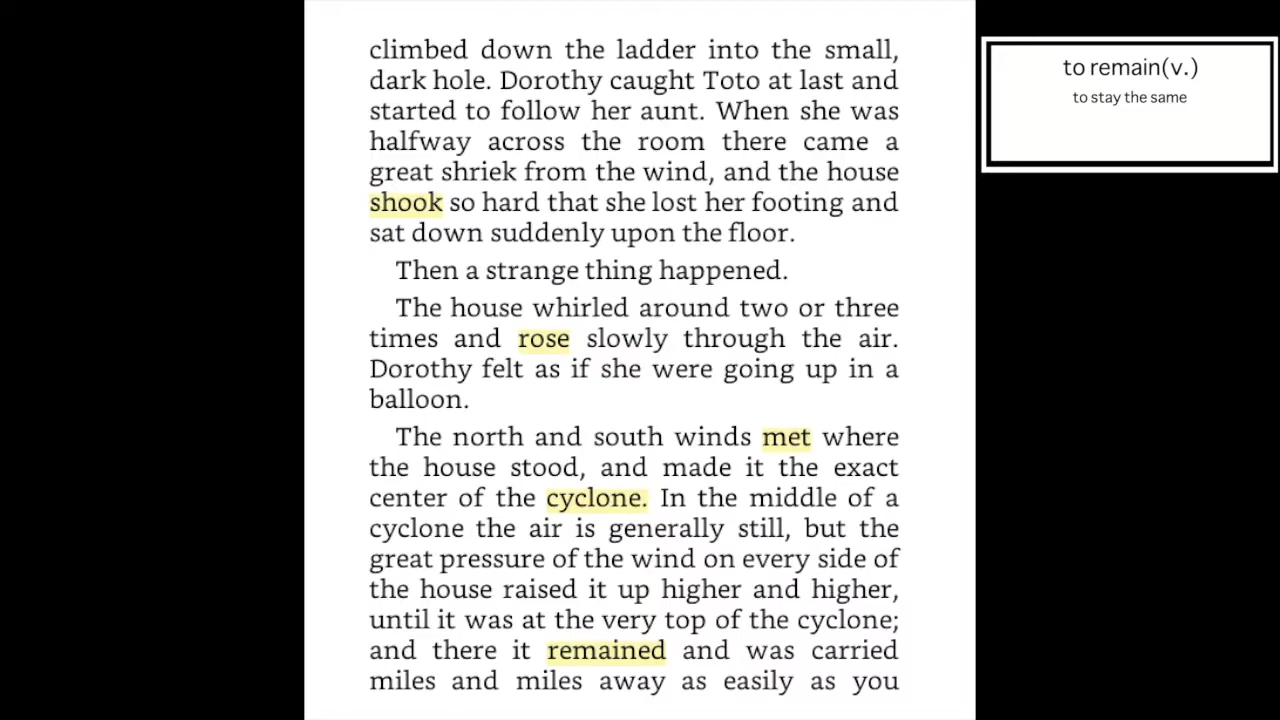 climbed down the ladder into the small,
dark hole. Dorothy caught Toto at last and
started to follow her aunt. When she was
halfway across the room there came a
great shriek from the wind, and the house
shook so hard that she lost her footing and
sat down suddenly upon the floor.
Then a strange thing happened.
The house whirled around two or three
times and rose slowly through the air.
Dorothy felt as if she were going up in a
balloon.
The north and south winds met where
the house stood, and made it the exact
center of the cyclone. In the middle of a
cyclone the air is generally still, but the
great pressure of the wind on every side of
the house raised it up higher and higher,
until it was at the very top of the cyclone;
and there it remained and was carried
miles and miles away as easily as you
to remain(v.)
to stay the same